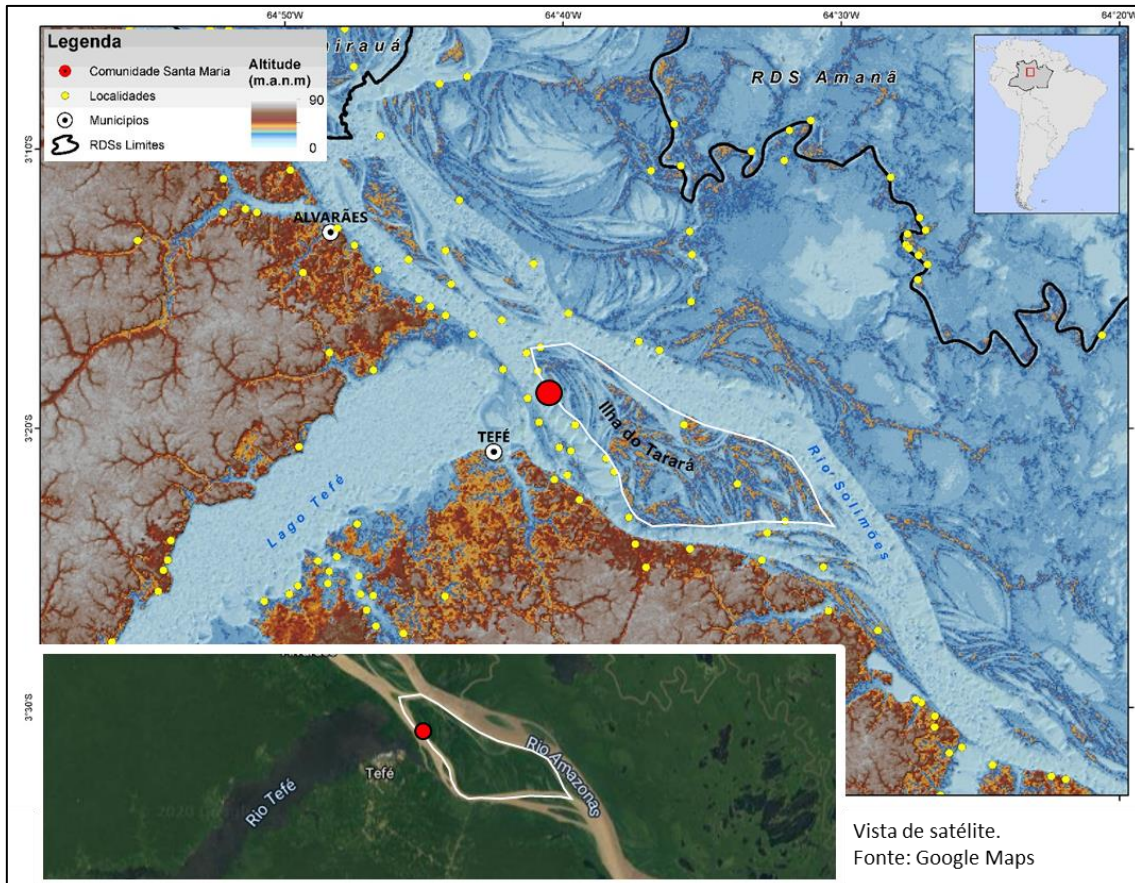 64°50'W 64°40'W 64°30'W 64°20'W
Legenda
Comunidade Santa Maria
Localidades
Municipios
RDSs Limites
Altitude
(m.a.n.m)
90
0
irauá
RDS Amanã
3°10'S
ALVARÃES
3°20'S
TEFÉ
Ilha do Tarará
Rio Solimões
Lago Tefé
3°30'S
Rio Tefé
Tefé
Rio Amazonas
Vista de satélite.
Fonte: Google Maps